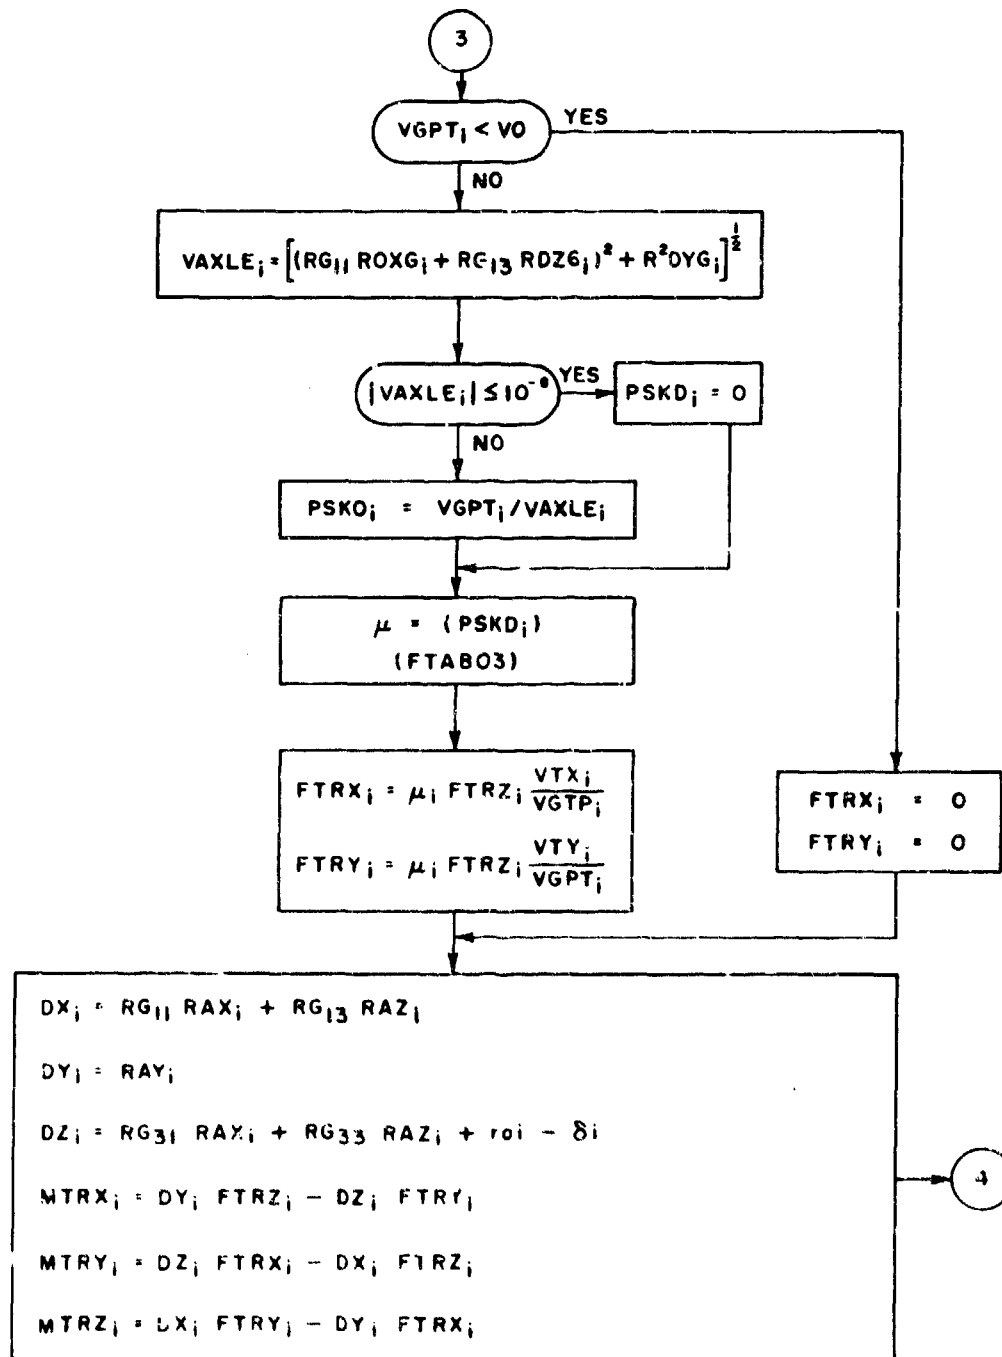 3
VGPTᵢ < VO
YES
NO
VAXLEᵢ = [(RG₁₁ ROXGᵢ + RG₁₃ RDZGᵢ)² + R²DYGᵢ]^½
|VAXLEᵢ| ≤ 10⁻⁸
YES
PSKDᵢ = 0
NO
PSKOᵢ = VGPTᵢ/VAXLEᵢ
μ = (PSKDᵢ)
(FTABO3)
FTRXᵢ = μᵢ FTRZᵢ VTXᵢ/VGTPᵢ
FTRYᵢ = μᵢ FTRZᵢ VTYᵢ/VGPTᵢ
FTRXᵢ = 0
FTRYᵢ = 0
DXᵢ = RG₁₁ RAXᵢ + RG₁₃ RAZᵢ
DYᵢ = RAYᵢ
DZᵢ = RG₃₁ RAXᵢ + RG₃₃ RAZᵢ + roi - δi
MTRXᵢ = DYᵢ FTRZᵢ - DZᵢ FTRYᵢ
MTRYᵢ = DZᵢ FTRXᵢ - DXᵢ FTRZᵢ
MTRZᵢ = DXᵢ FTRYᵢ - DYᵢ FTRXᵢ
4